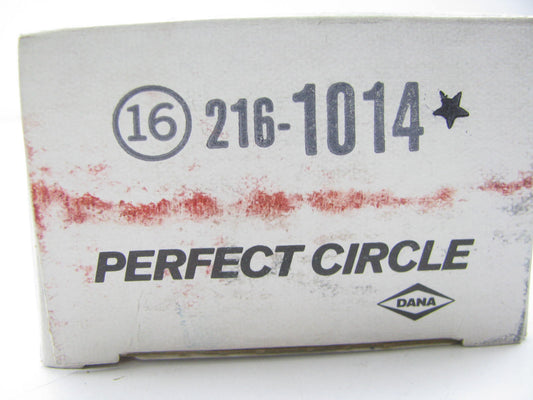 16 216-1014★
PERFECT CIRCLE
DANA